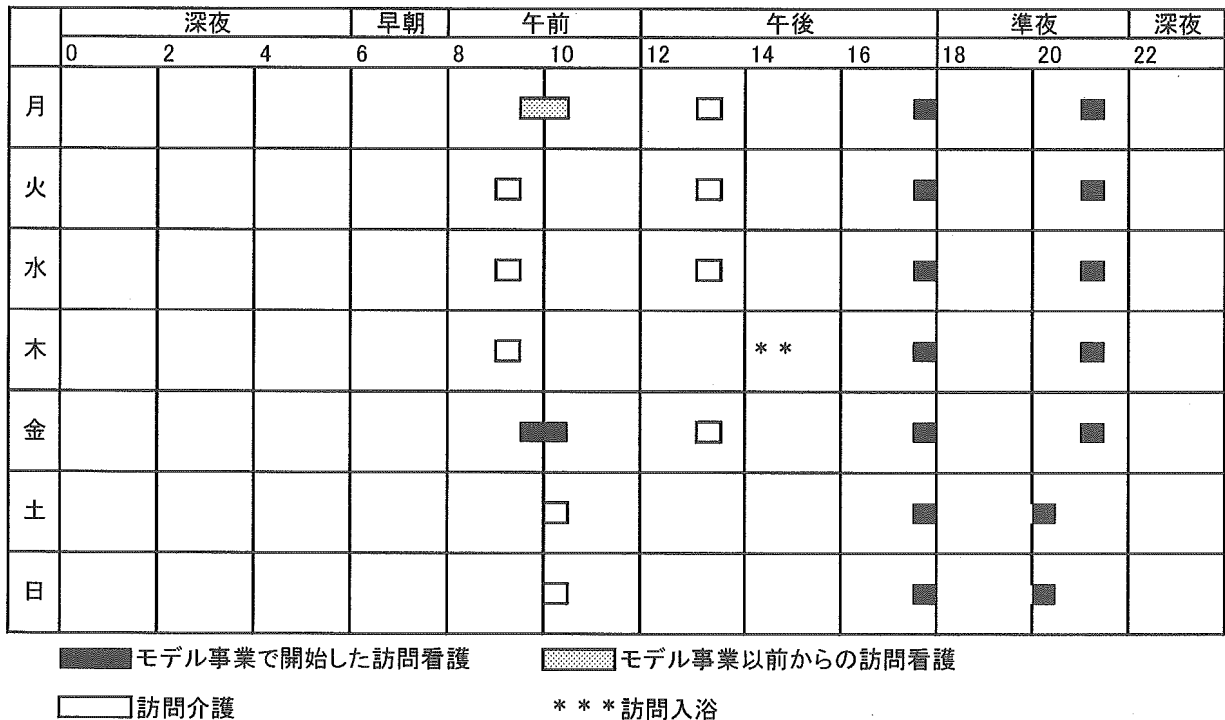 深夜 早朝 午前 午後 準夜 深夜
0 2 4 6 8 10 12 14 16 18 20 22
月
火
水
木 * *
金
土
日
モデル事業で開始した訪問看護 モデル事業以前からの訪問看護
訪問介護 * * * 訪問入浴